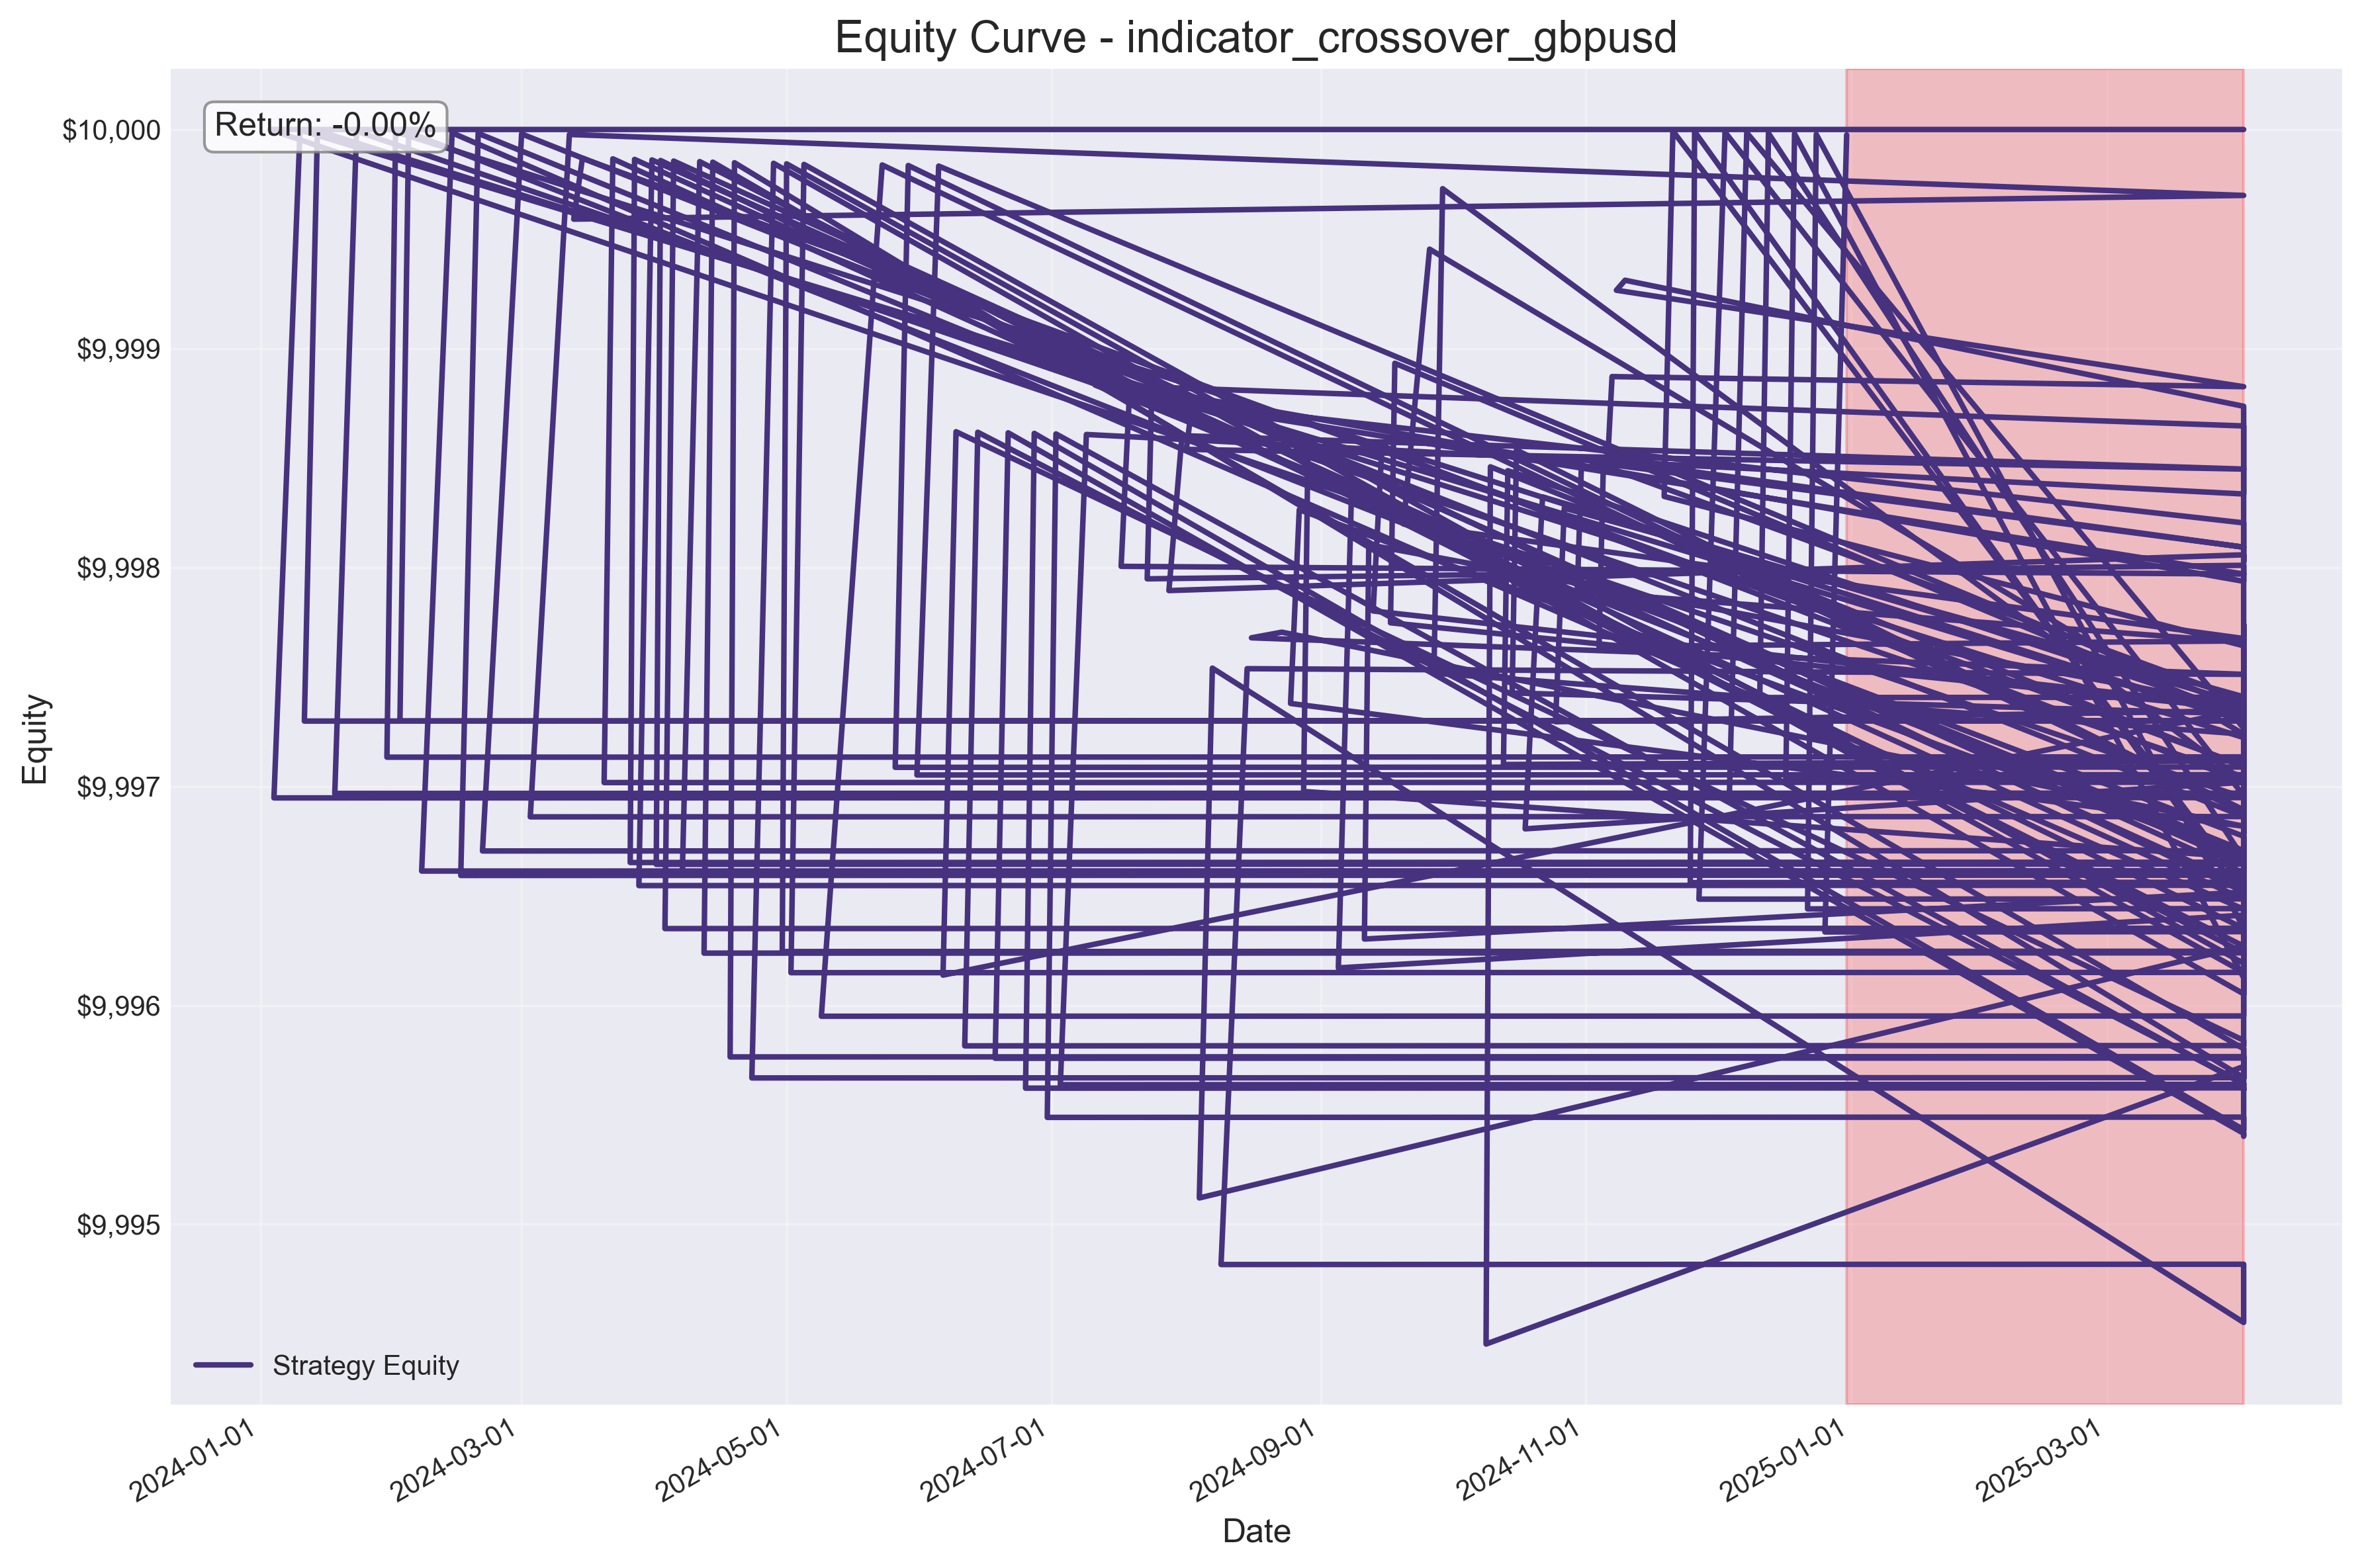 Equity Curve - indicator_crossover_gbpusd
Return: -0.00%
$10,000
$9,999
$9,998
$9,997
$9,996
$9,995
Equity
Strategy Equity
2024-01-01
2024-03-01
2024-05-01
2024-07-01
2024-09-01
2024-11-01
2025-01-01
2025-03-01
Date